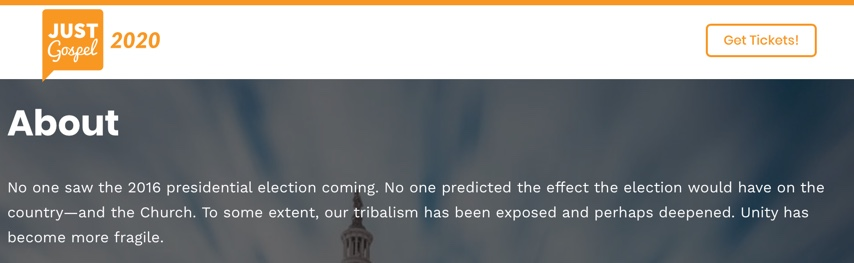 JUST
Gospel
2020
Get Tickets!
About
No one saw the 2016 presidential election coming. No one predicted the effect the election would have on the
country—and the Church. To some extent, our tribalism has been exposed and perhaps deepened. Unity has
become more fragile.